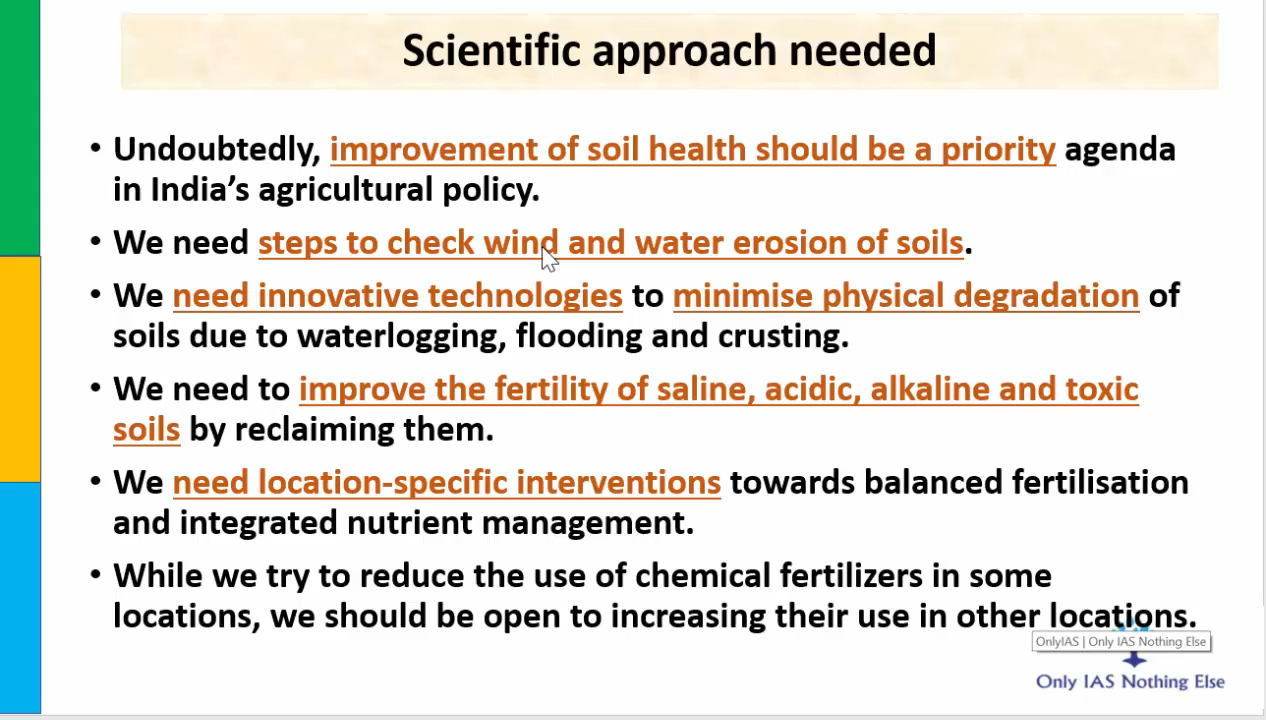 Scientific approach needed
• Undoubtedly, improvement of soil health should be a priority agenda
in India’s agricultural policy.
• We need steps to check wind and water erosion of soils.
• We need innovative technologies to minimise physical degradation of
soils due to waterlogging, flooding and crusting.
• We need to improve the fertility of saline, acidic, alkaline and toxic
soils by reclaiming them.
• We need location-specific interventions towards balanced fertilisation
and integrated nutrient management.
• While we try to reduce the use of chemical fertilizers in some
locations, we should be open to increasing their use in other locations.
OnlyIAS | Only IAS Nothing Else
Only IAS Nothing Else